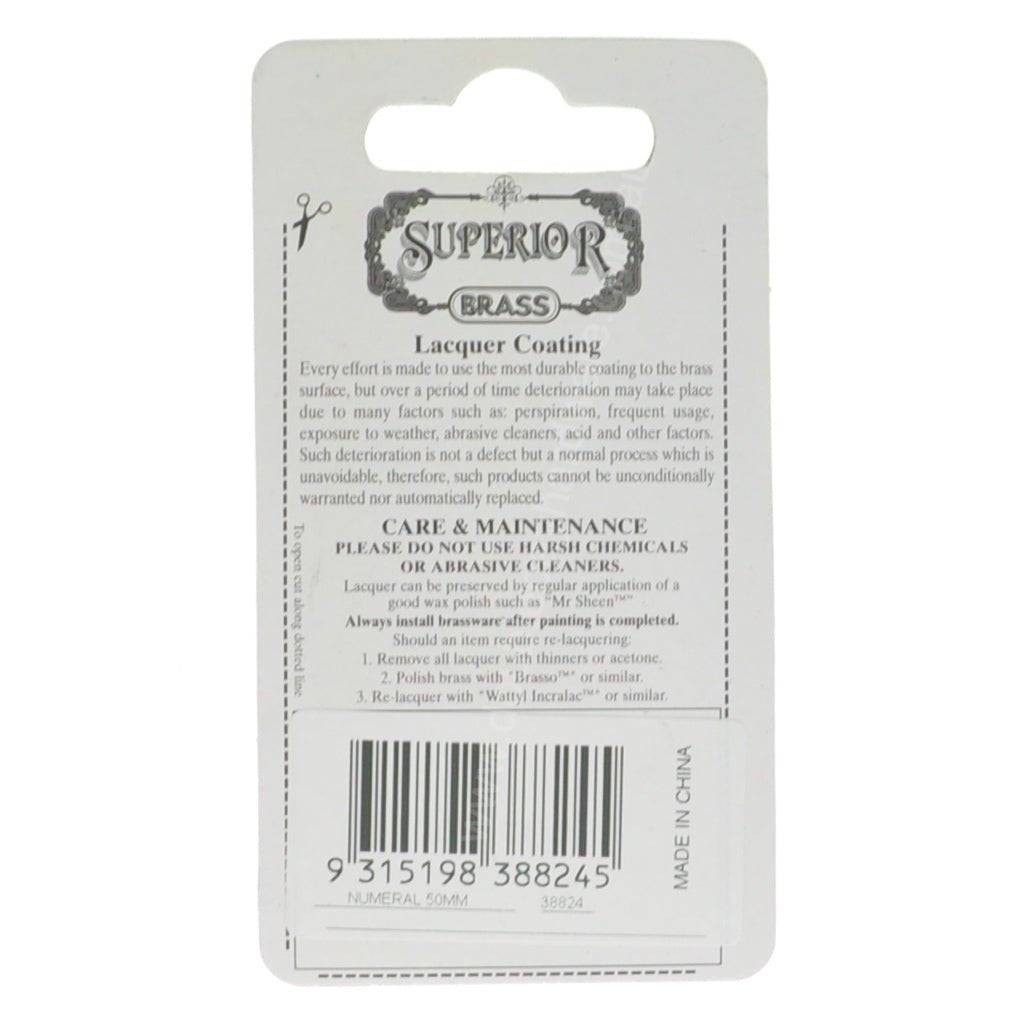 SUPERIOR
BRASS
Lacquer Coating
Every effort is made to use the most durable coating to the brass
surface, but over a period of time deterioration may take place
due to many factors such as: perspiration, frequent usage,
exposure to weather, abrasive cleaners, acid and other factors.
Such deterioration is not a defect but a normal process which is
unavoidable, therefore, such products cannot be unconditionally
warranted nor automatically replaced.
CARE & MAINTENANCE
PLEASE DO NOT USE HARSH CHEMICALS
OR ABRASIVE CLEANERS.
Lacquer can be preserved by regular application of a
good wax polish such as "Mr Sheen™"
Always install brassware after painting is completed.
Should an item require re-lacquering:
1. Remove all lacquer with thinners or acetone.
2. Polish brass with "Brasso™" or similar.
3. Re-lacquer with "Wattyl Incralac™" or similar.
To open cut along dotted line
9 315198 388245
NUMERAL 50MM 38824
MADE IN CHINA